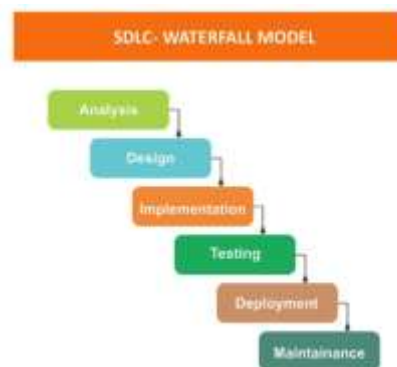 SDLC- WATERFALL MODEL
Analysis
Design
Implementation
Testing
Deployment
Maintainance